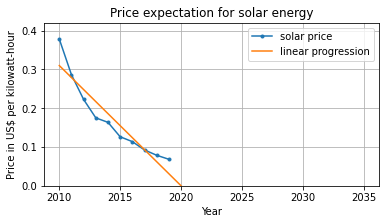 Price expectation for solar energy
Price in US$ per kilowatt-hour
0.4
0.3
0.2
0.1
0.0
solar price
linear progression
2010 2015 2020 2025 2030 2035
Year